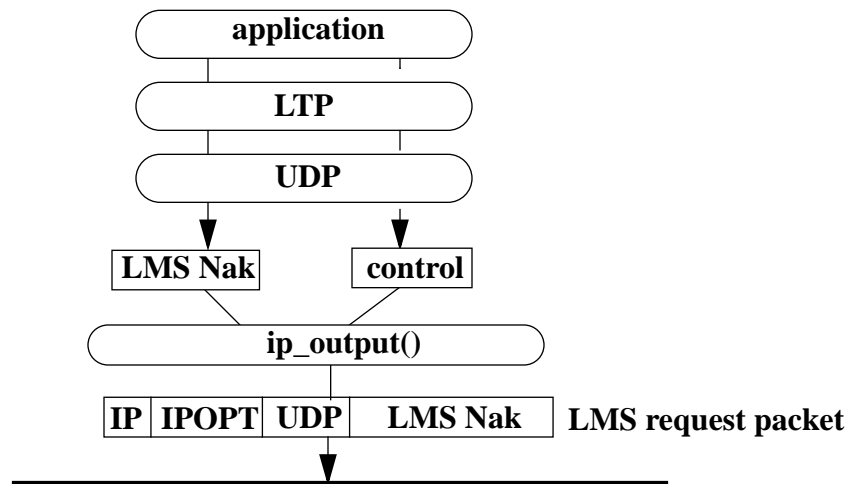 application
LTP
UDP
LMS Nak control
ip_output()
IP IPOPT UDP LMS Nak LMS request packet